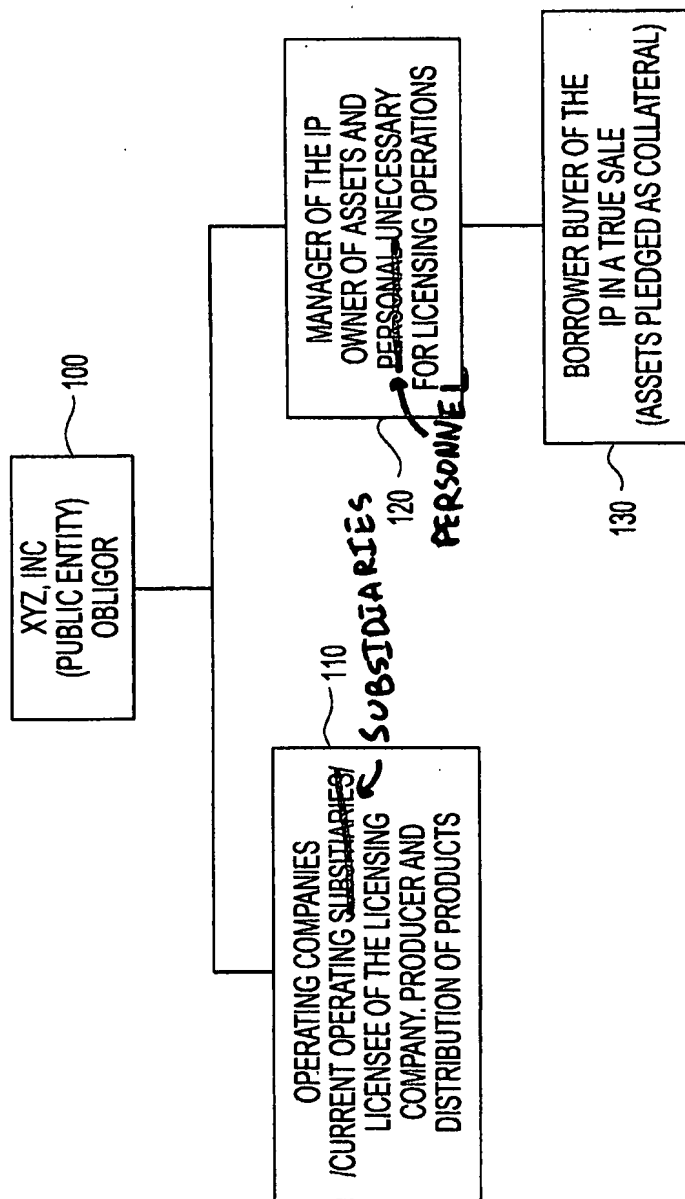 XYZ, INC
(PUBLIC ENTITY)
OBLIGOR
100
OPERATING COMPANIES
/CURRENT OPERATING SUBSITIARIES/
LICENSEE OF THE LICENSING
COMPANY. PRODUCER AND
DISTRIBUTION OF PRODUCTS
110
SUBSIDIARIES
MANAGER OF THE IP
OWNER OF ASSETS AND
PERSONAL UNECESSARY
FOR LICENSING OPERATIONS
120
PERSONNEL
BORROWER BUYER OF THE
IP IN A TRUE SALE
(ASSETS PLEDGED AS COLLATERAL)
130